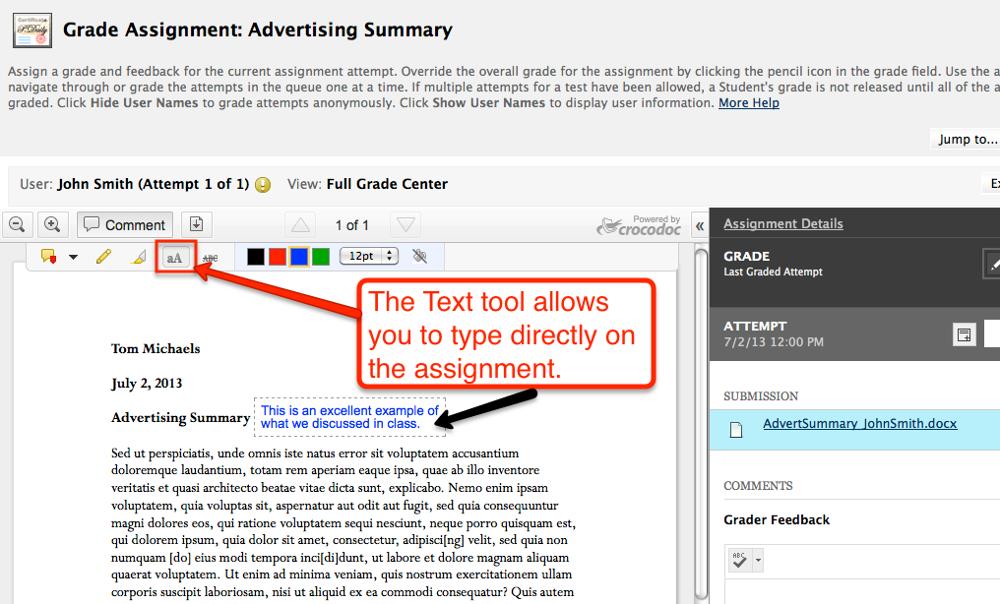 Grade Assignment: Advertising Summary
Assign a grade and feedback for the current assignment attempt. Override the overall grade for the assignment by clicking the pencil icon in the grade field. Use the a
navigate through or grade the attempts in the queue one at a time. If multiple attempts for a test have been allowed, a Student's grade is not released until all of the a
graded. Click Hide User Names to grade attempts anonymously. Click Show User Names to display user information. More Help
Jump to...
User: John Smith (Attempt 1 of 1) View: Full Grade Center
Ex
Comment
1 of 1
Powered by
crocodoc
«
aA
ABC
12pt
The Text tool allows
you to type directly on
the assignment.
Tom Michaels
July 2, 2013
Advertising Summary
This is an excellent example of
what we discussed in class.
Sed ut perspiciatis, unde omnis iste natus error sit voluptatem accusantium
doloremque laudantium, totam rem aperiam eaque ipsa, quae ab illo inventore
veritatis et quasi architecto beatae vitae dicta sunt, explicabo. Nemo enim ipsam
voluptatem, quia voluptas sit, aspernatur aut odit aut fugit, sed quia consequuntur
magni dolores eos, qui ratione voluptatem sequi nesciunt, neque porro quisquam est,
qui dolorem ipsum, quia dolor sit amet, consectetur, adipisci[ng] velit, sed quia non
numquam [do] eius modi tempora inci[di]dunt, ut labore et dolore magnam aliquam
quaerat voluptatem. Ut enim ad minima veniam, quis nostrum exercitationem ullam
corporis suscipit laboriosam, nisi ut aliquid ex ea commodi consequatur? Quis autem
Assignment Details
GRADE
Last Graded Attempt
ATTEMPT
7/2/13 12:00 PM
SUBMISSION
AdvertSummary_JohnSmith.docx
COMMENTS
Grader Feedback
ABC